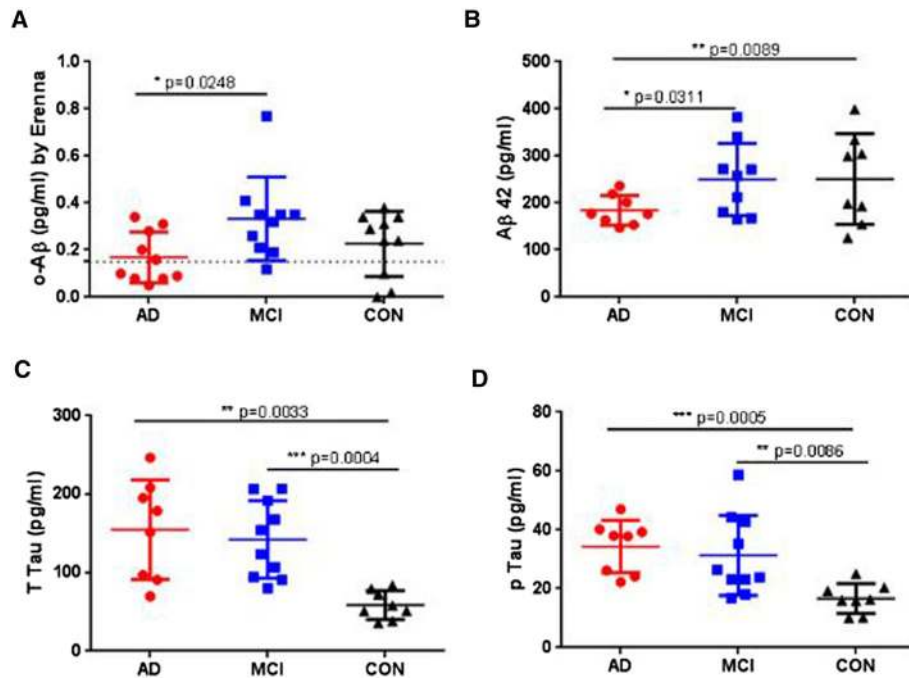 A
o-Aβ (pg/ml) by Erenna
1.0
0.8
0.6
0.4
0.2
0.0
* p=0.0248
AD MCI CON
B
Aβ 42 (pg/ml)
500
400
300
200
100
0
** p=0.0089
* p=0.0311
AD MCI CON
C
T Tau (pg/ml)
300
200
100
0
** p=0.0033
*** p=0.0004
AD MCI CON
D
p Tau (pg/ml)
80
60
40
20
0
*** p=0.0005
** p=0.0086
AD MCI CON